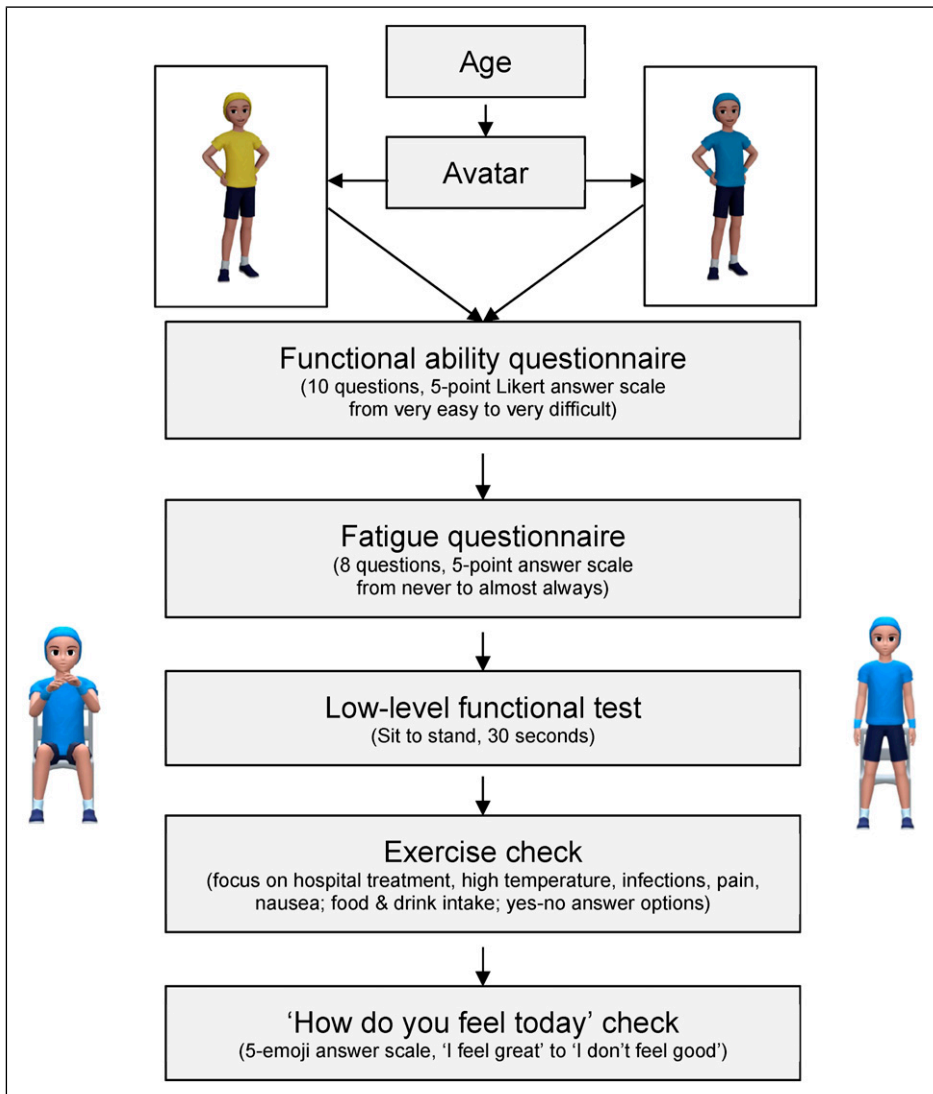 Age
Avatar
Functional ability questionnaire
(10 questions, 5-point Likert answer scale
from very easy to very difficult)
Fatigue questionnaire
(8 questions, 5-point answer scale
from never to almost always)
Low-level functional test
(Sit to stand, 30 seconds)
Exercise check
(focus on hospital treatment, high temperature, infections, pain,
nausea; food & drink intake; yes-no answer options)
‘How do you feel today’ check
(5-emoji answer scale, ‘I feel great’ to ‘I don’t feel good’)